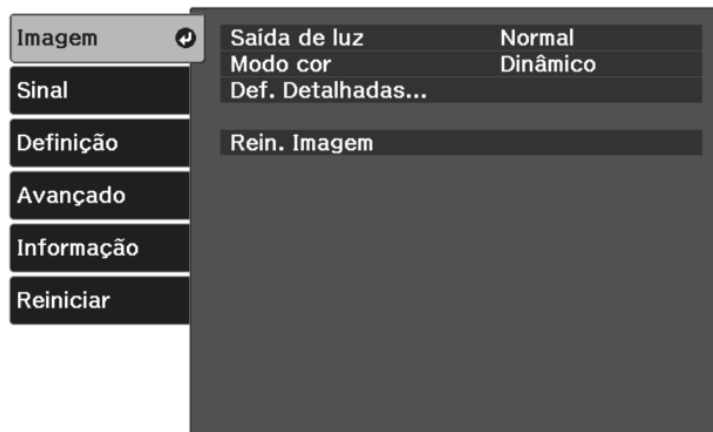 Imagem
Saída de luz Normal
Modo cor Dinâmico
Sinal
Def. Detalhadas...
Definição
Rein. Imagem
Avançado
Informação
Reiniciar